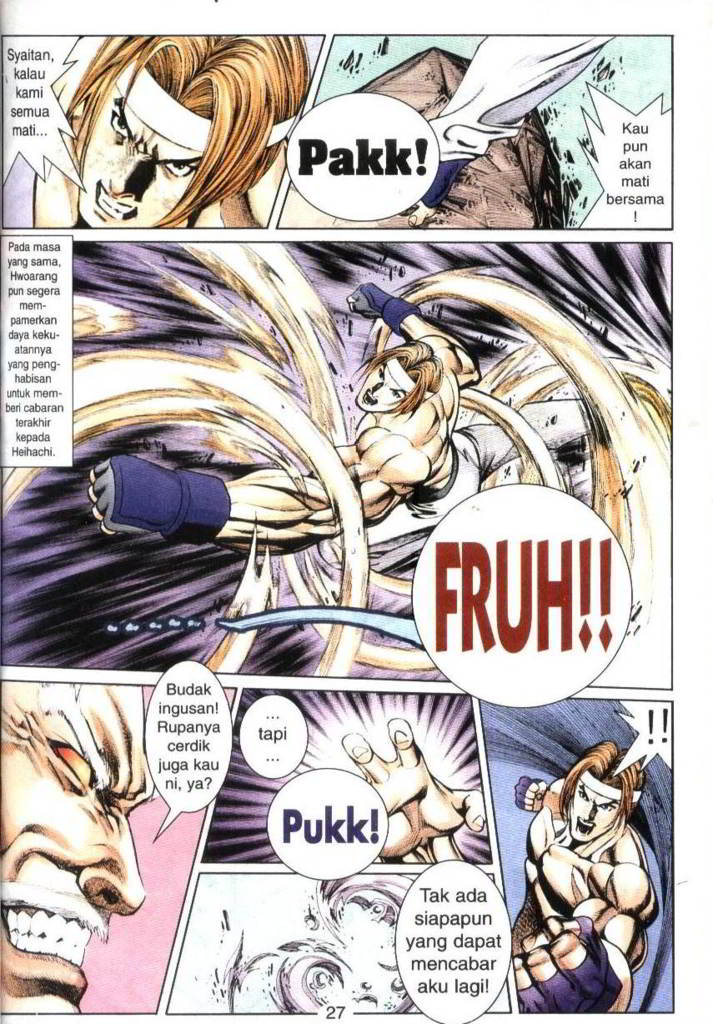 Syaitan,
kalau
kami
semua
mati...
Pakk!
Kau
pun
akan
mati
bersama
!
Pada masa
yang sama,
Hwoarang
pun segera
mem-
pamerkan
daya keku-
atannya
yang peng-
habisan
untuk mem-
beri cabaran
terakhir
kepada
Heihachi.
FRUH!!
Budak
ingusan!
Rupanya
cerdik
juga kau
ni, ya?
...
tapi
...
Pukk!
!!
Tak ada
siapapun
yang dapat
mencabar
aku lagi!
27